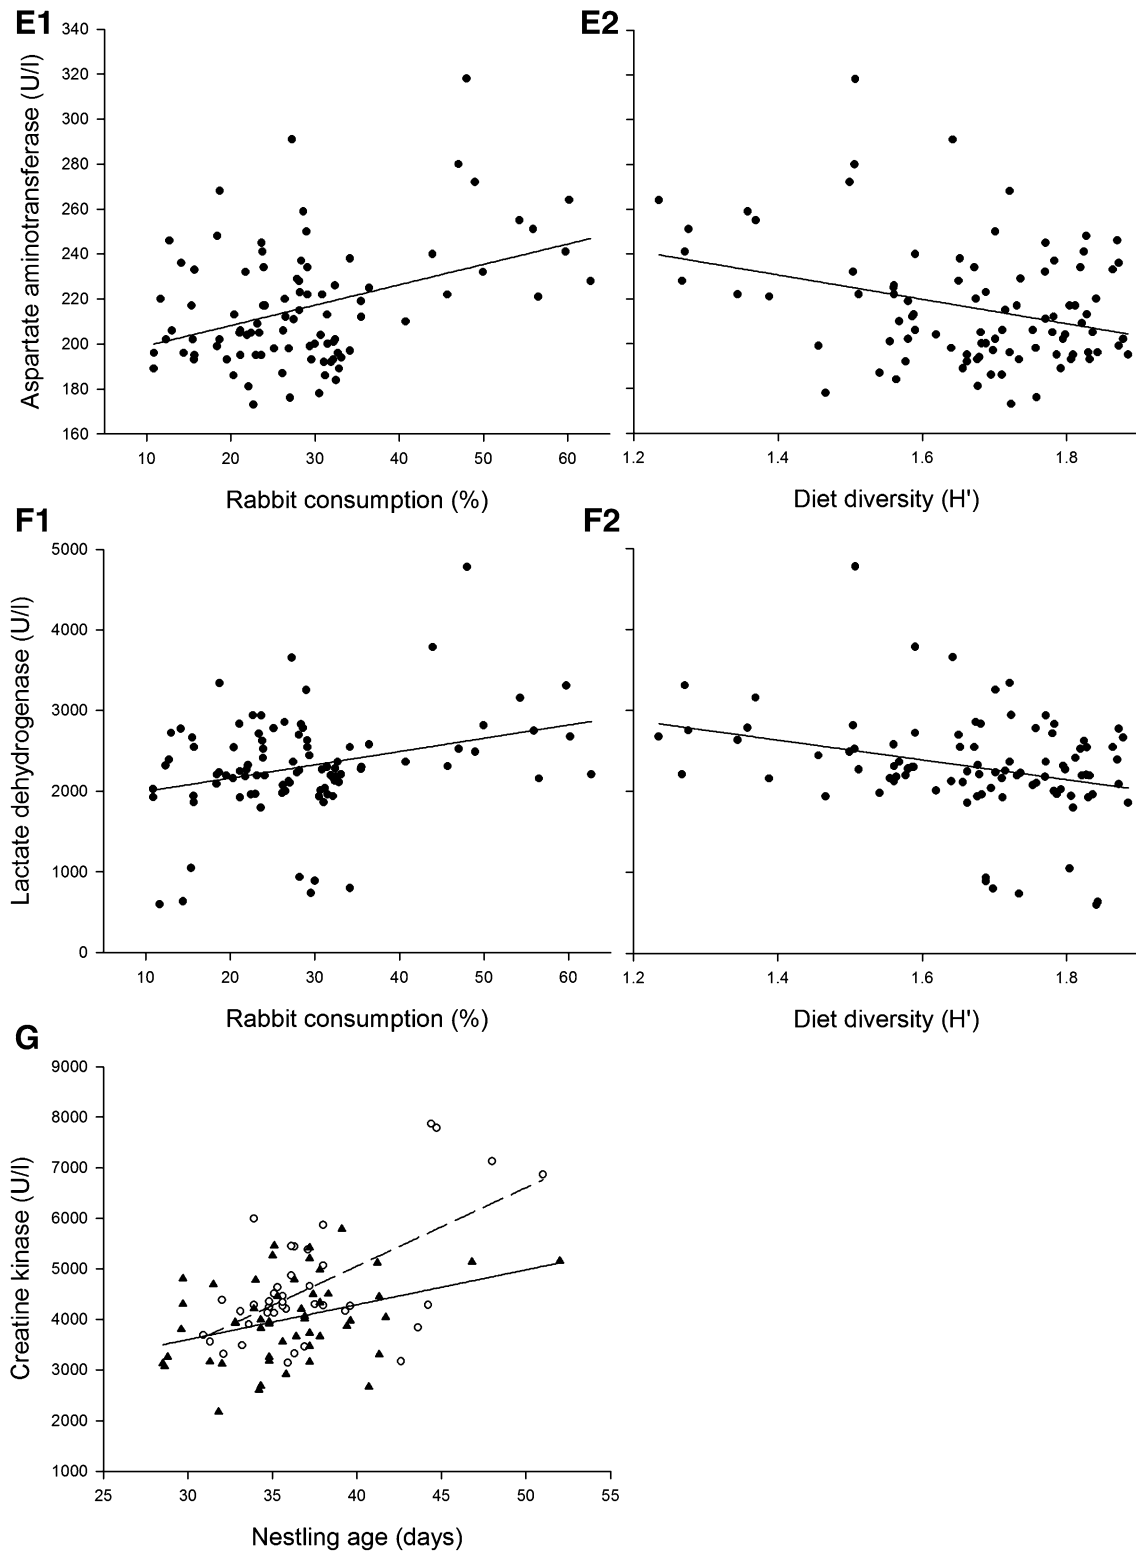 E1
E2
Aspartate aminotransferase (U/l)
340
320
300
280
260
240
220
200
180
160
10 20 30 40 50 60
1.2 1.4 1.6 1.8
Rabbit consumption (%)
Diet diversity (H')
F1
F2
Lactate dehydrogenase (U/l)
5000
4000
3000
2000
1000
0
10 20 30 40 50 60
1.2 1.4 1.6 1.8
Rabbit consumption (%)
Diet diversity (H')
G
Creatine kinase (U/l)
9000
8000
7000
6000
5000
4000
3000
2000
1000
25 30 35 40 45 50 55
Nestling age (days)